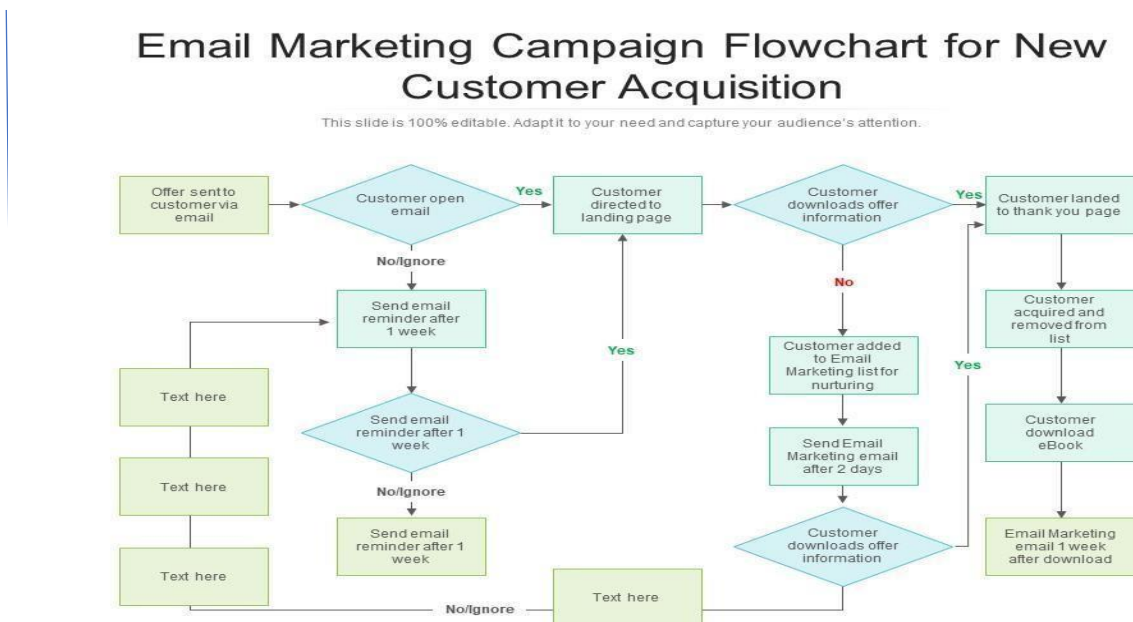 Email Marketing Campaign Flowchart for New
Customer Acquisition
This slide is 100% editable. Adapt it to your need and capture your audience's attention.
Offer sent to
customer via
email
Customer open
email
Yes
Customer
directed to
landing page
Customer
downloads offer
information
Yes
Customer landed
to thank you page
No/Ignore
Send email
reminder after
1 week
No
Customer
acquired and
removed from
list
Yes
Customer added
to Email
Marketing list for
nurturing
Yes
Text here
Send email
reminder after 1
week
Customer
download
eBook
Send Email
Marketing email
after 2 days
Text here
No/Ignore
Send email
reminder after 1
week
Customer
downloads offer
information
Email Marketing
email 1 week
after download
Text here
Text here
No/Ignore